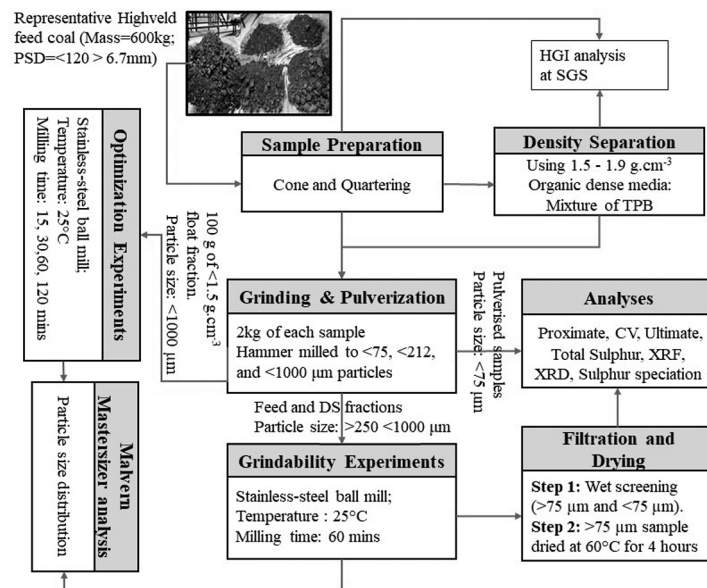 Representative Highveld
feed coal (Mass=600kg;
PSD=<120 > 6.7mm)
HGI analysis
at SGS
Sample Preparation
Cone and Quartering
Density Separation
Using 1.5 - 1.9 g.cm-3
Organic dense media:
Mixture of TPB
Optimization Experiments
Stainless-steel ball mill;
Temperature: 25°C
Milling time: 15, 30,60, 120 mins
100 g of <1.5 g.cm-3
float fraction.
Particle size: <1000 µm
Grinding & Pulverization
2kg of each sample
Hammer milled to <75, <212,
and <1000 µm particles
Pulverised samples
Particle size: <75 µm
Analyses
Proximate, CV, Ultimate,
Total Sulphur, XRF,
XRD, Sulphur speciation
Feed and DS fractions
Particle size: >250 <1000 µm
Malvern
Mastersizer analysis
Particle size distribution
Grindability Experiments
Stainless-steel ball mill;
Temperature : 25°C
Milling time: 60 mins
Filtration and
Drying
Step 1: Wet screening
(>75 µm and <75 µm).
Step 2: >75 µm sample
dried at 60°C for 4 hours